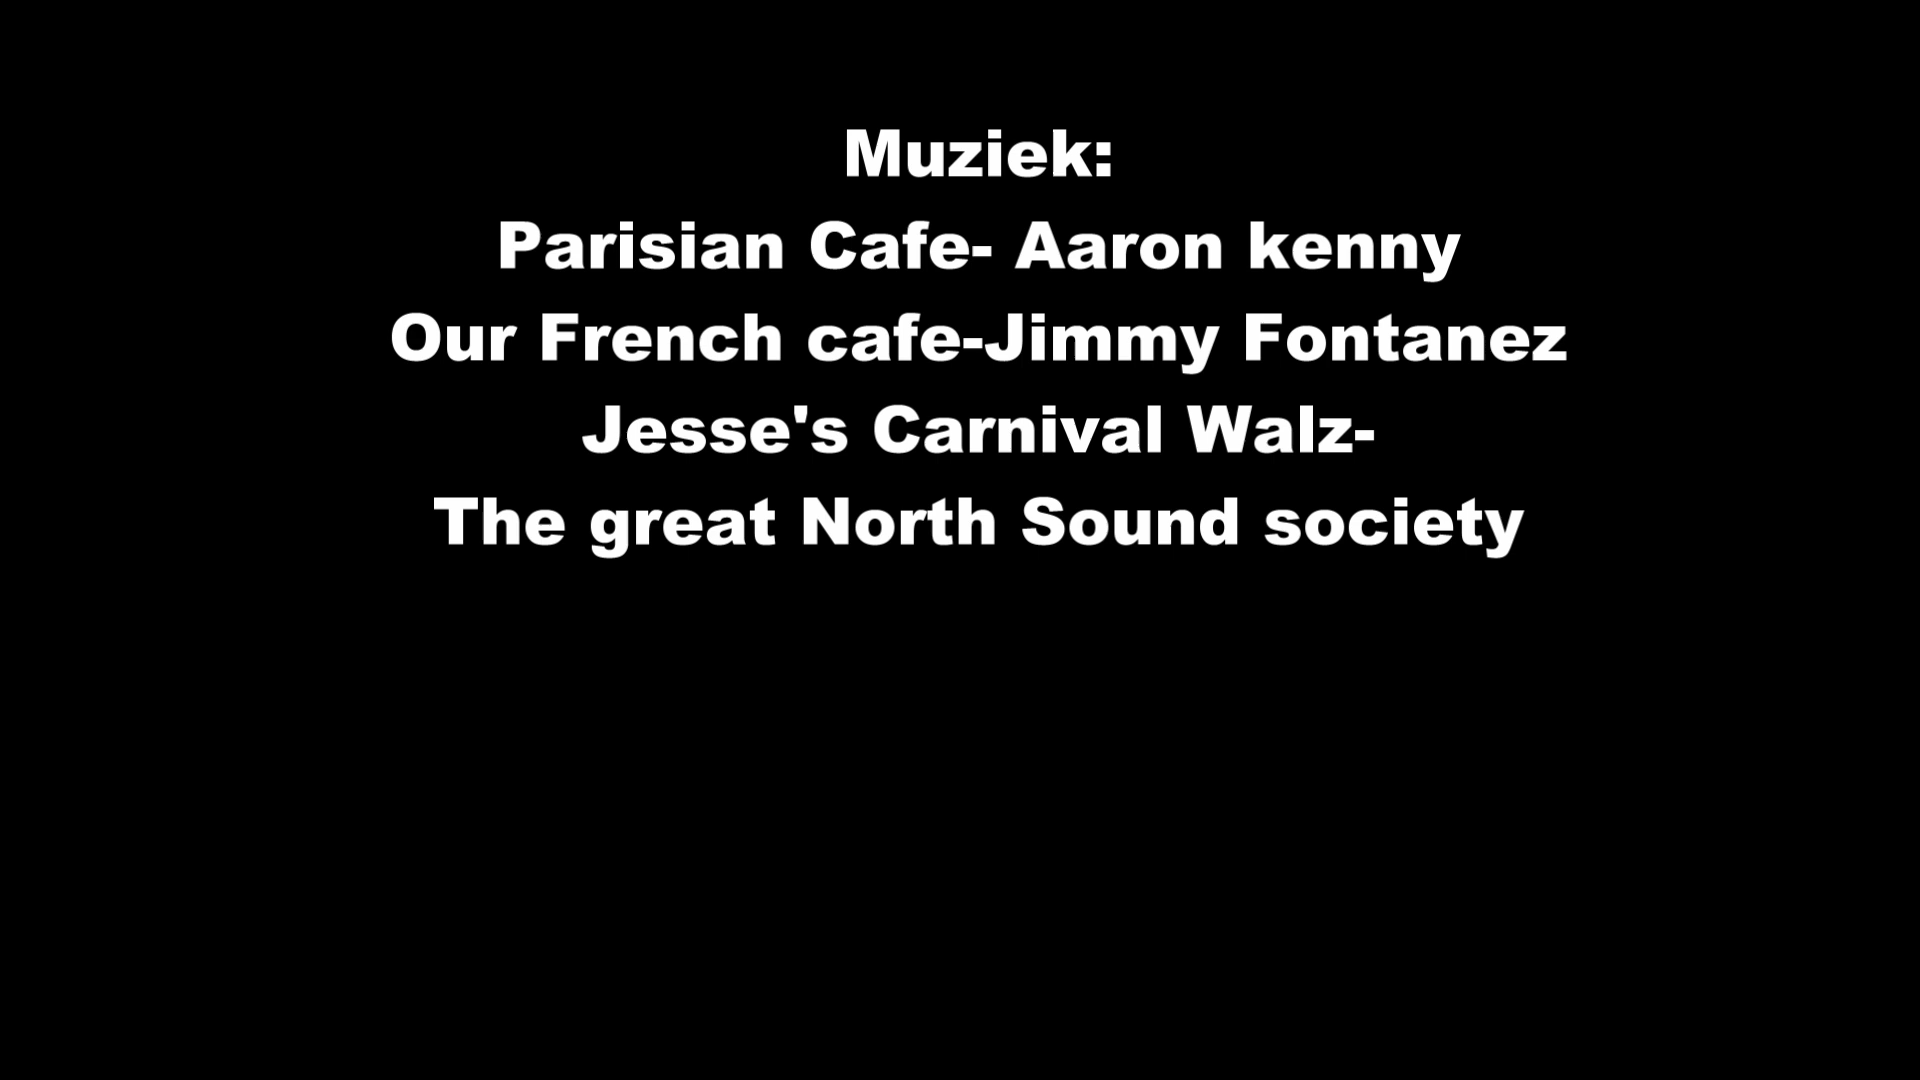 Muziek:
Parisian Cafe- Aaron kenny
Our French cafe-Jimmy Fontanez
Jesse's Carnival Walz-
The great North Sound society